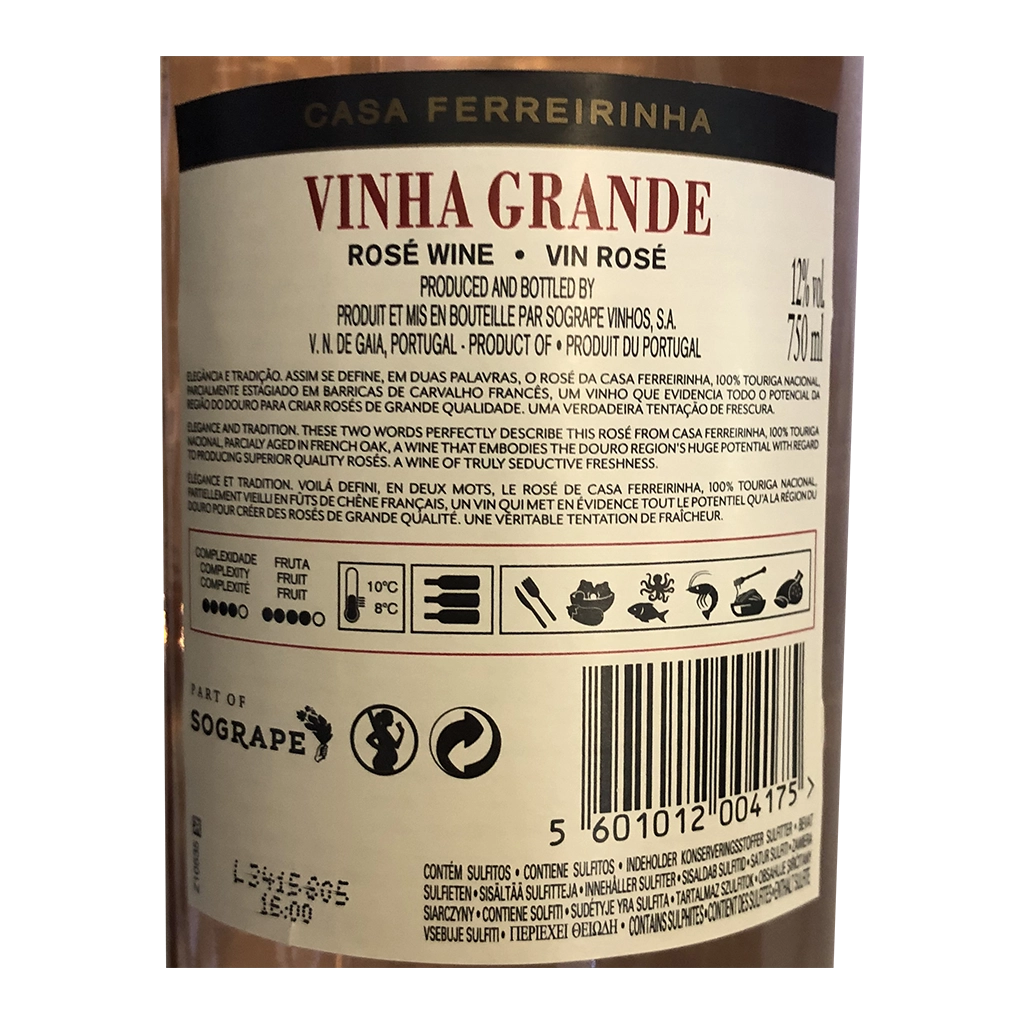 CASA FERREIRINHA
VINHA GRANDE
ROSÉ WINE • VIN ROSÉ
PRODUCED AND BOTTLED BY
PRODUIT ET MIS EN BOUTEILLE PAR SOGRAPE VINHOS, S.A.
V. N. DE GAIA, PORTUGAL - PRODUCT OF • PRODUIT DU PORTUGAL
12% vol.
750 ml
ELEGÂNCIA E TRADIÇÃO. ASSIM SE DEFINE, EM DUAS PALAVRAS, O ROSÉ DA CASA FERREIRINHA, 100% TOURIGA NACIONAL,
PARCIALMENTE ESTAGIADO EM BARRICAS DE CARVALHO FRANCÊS, UM VINHO QUE EVIDENCIA TODO O POTENCIAL DA
REGIÃO DO DOURO PARA CRIAR ROSÉS DE GRANDE QUALIDADE. UMA VERDADEIRA TENTAÇÃO DE FRESCURA.
ELEGANCE AND TRADITION. THESE TWO WORDS PERFECTLY DESCRIBE THIS ROSÉ FROM CASA FERREIRINHA, 100% TOURIGA
NACIONAL, PARCIALY AGED IN FRENCH OAK, A WINE THAT EMBODIES THE DOURO REGION'S HUGE POTENTIAL WITH REGARD
TO PRODUCING SUPERIOR QUALITY ROSÉS. A WINE OF TRULY SEDUCTIVE FRESHNESS.
ÉLÉGANCE ET TRADITION. VOILÁ DEFINI, EN DEUX MOTS, LE ROSÉ DE CASA FERREIRINHA, 100% TOURIGA NACIONAL,
PARTIELLEMENT VIEILLI EN FÛTS DE CHÊNE FRANÇAIS, UN VIN QUI MET EN ÉVIDENCE TOUT LE POTENTIEL QU'A LA RÉGION DU
DOURO POUR CRÉER DES ROSÉS DE GRANDE QUALITÉ. UNE VÉRITABLE TENTATION DE FRAÎCHEUR.
COMPLEXIDADE
COMPLEXITY
COMPLEXITÉ
FRUTA
FRUIT
FRUIT
10°C
8°C
PART OF
SOGRAPE
5 601012 004175 >
L3415605
16:00
CONTÉM SULFITOS • CONTIENE SULFITOS • INDEHOLDER KONSERVERINGSSTOFFER SULFITTER • BEVAT
SULFIETEN • SISÄLTÄÄ SULFIITTEJA • INNEHÅLLER SULFITER • SISALDAB SULFITID • SATUR SULFITI •
SIARCZYNY • CONTIENE SOLFITI • SUDĖTYJE YRA SULFITA • TARTALMAZ SZULFITOK • OBSAHUJE
VSEBUJE SULFITI • ΠΕΡΙΕΧΕΙ ΘΕΙΩΔΗ • CONTAINS SULPHITES • CONTIENT DES SULFITES • ENTHÄLT SULFITE